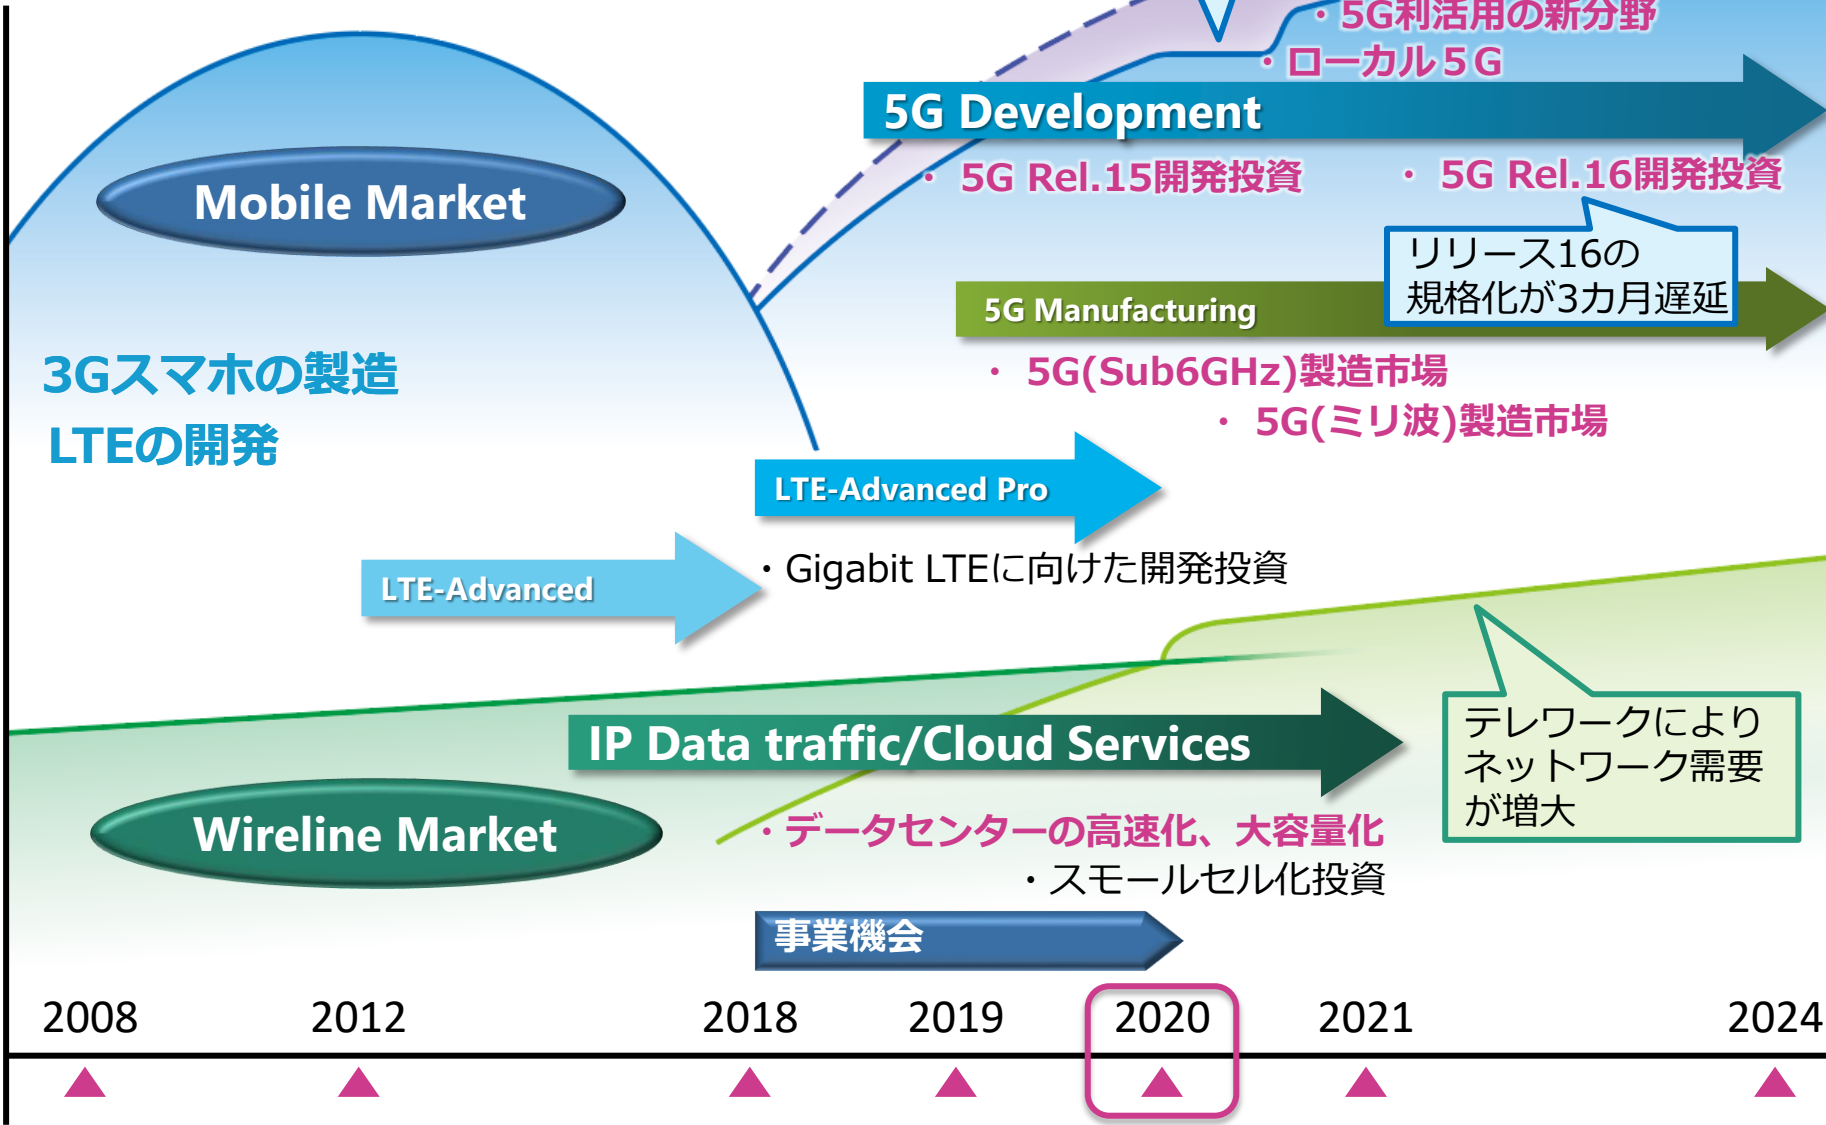 ・5G利活用の新分野
・ローカル５G
5G Development
・ 5G Rel.15開発投資
・ 5G Rel.16開発投資
Mobile Market
リリース16の
規格化が3カ月遅延
5G Manufacturing
・ 5G(Sub6GHz)製造市場
・ 5G(ミリ波)製造市場
3Gスマホの製造
LTEの開発
LTE-Advanced Pro
・Gigabit LTEに向けた開発投資
LTE-Advanced
IP Data traffic/Cloud Services
テレワークにより
ネットワーク需要
が増大
Wireline Market
・データセンターの高速化、大容量化
・スモールセル化投資
事業機会
2008 2012 2018 2019 2020 2021 2024